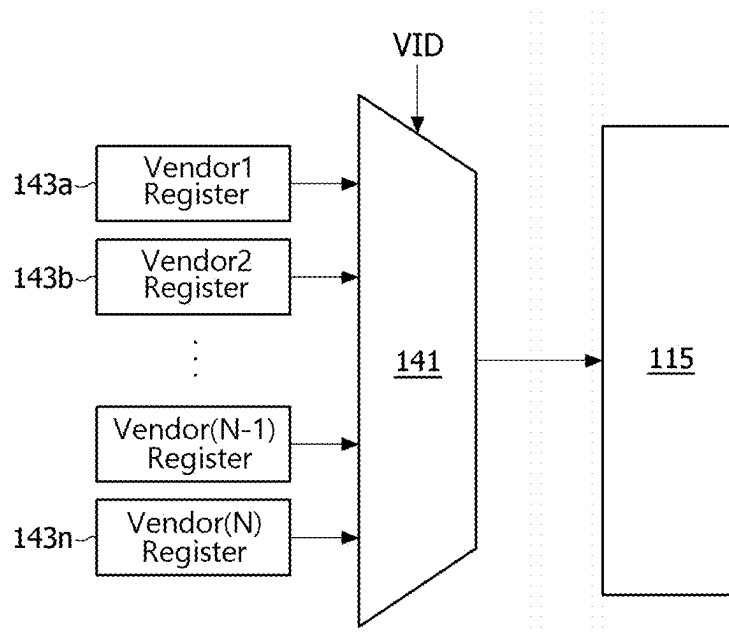 VID
143a
Vendor1
Register
143b
Vendor2
Register
141
115
Vendor(N-1)
Register
143n
Vendor(N)
Register